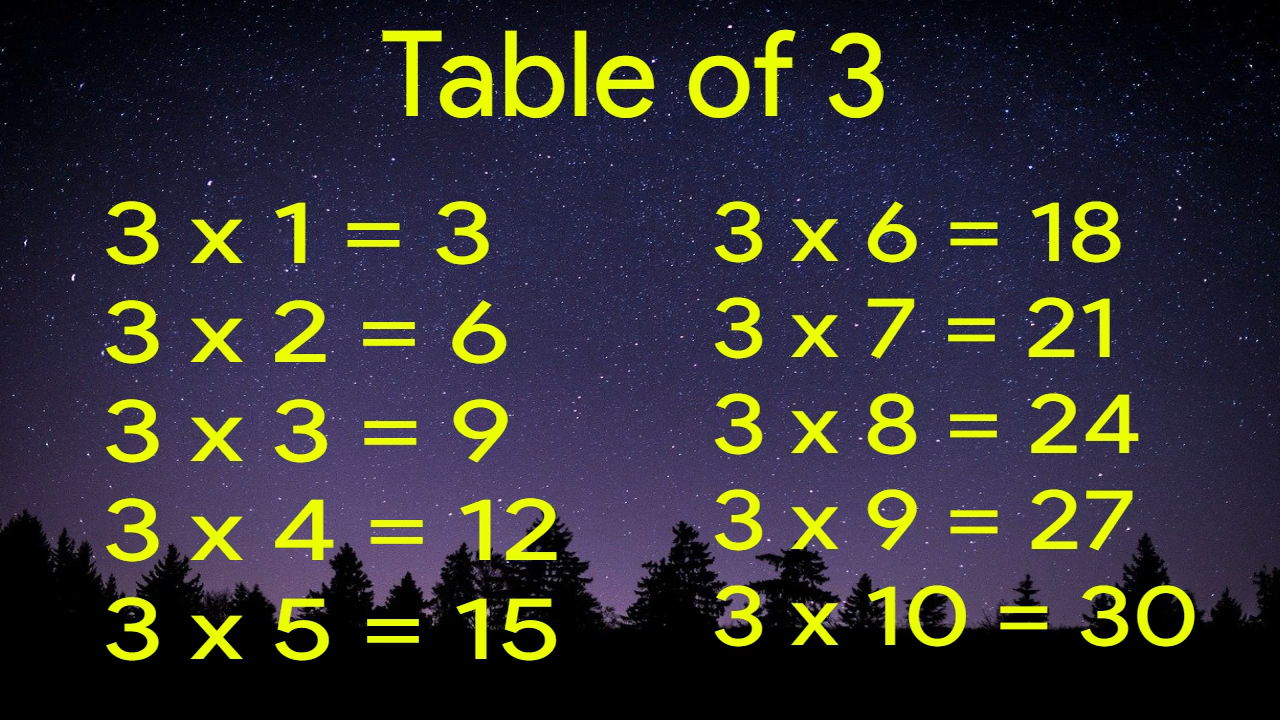 Table of 3
3 x 1 = 3
3 x 2 = 6
3 x 3 = 9
3 x 4 = 12
3 x 5 = 15
3 x 6 = 18
3 x 7 = 21
3 x 8 = 24
3 x 9 = 27
3 x 10 = 30